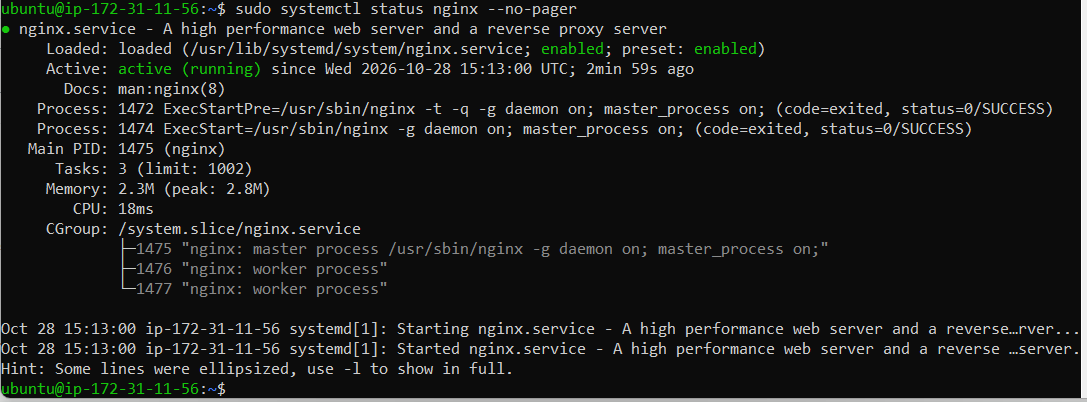 ubuntu@ip-172-31-11-56:~$ sudo systemctl status nginx --no-pager
● nginx.service - A high performance web server and a reverse proxy server
     Loaded: loaded (/usr/lib/systemd/system/nginx.service; enabled; preset: enabled)
     Active: active (running) since Wed 2026-10-28 15:13:00 UTC; 2min 59s ago
       Docs: man:nginx(8)
    Process: 1472 ExecStartPre=/usr/sbin/nginx -t -q -g daemon on; master_process on; (code=exited, status=0/SUCCESS)
    Process: 1474 ExecStart=/usr/sbin/nginx -g daemon on; master_process on; (code=exited, status=0/SUCCESS)
   Main PID: 1475 (nginx)
      Tasks: 3 (limit: 1002)
     Memory: 2.3M (peak: 2.8M)
        CPU: 18ms
     CGroup: /system.slice/nginx.service
             ├─1475 "nginx: master process /usr/sbin/nginx -g daemon on; master_process on;"
             ├─1476 "nginx: worker process"
             └─1477 "nginx: worker process"

Oct 28 15:13:00 ip-172-31-11-56 systemd[1]: Starting nginx.service - A high performance web server and a reverse…rver...
Oct 28 15:13:00 ip-172-31-11-56 systemd[1]: Started nginx.service - A high performance web server and a reverse …server.
Hint: Some lines were ellipsized, use -l to show in full.
ubuntu@ip-172-31-11-56:~$